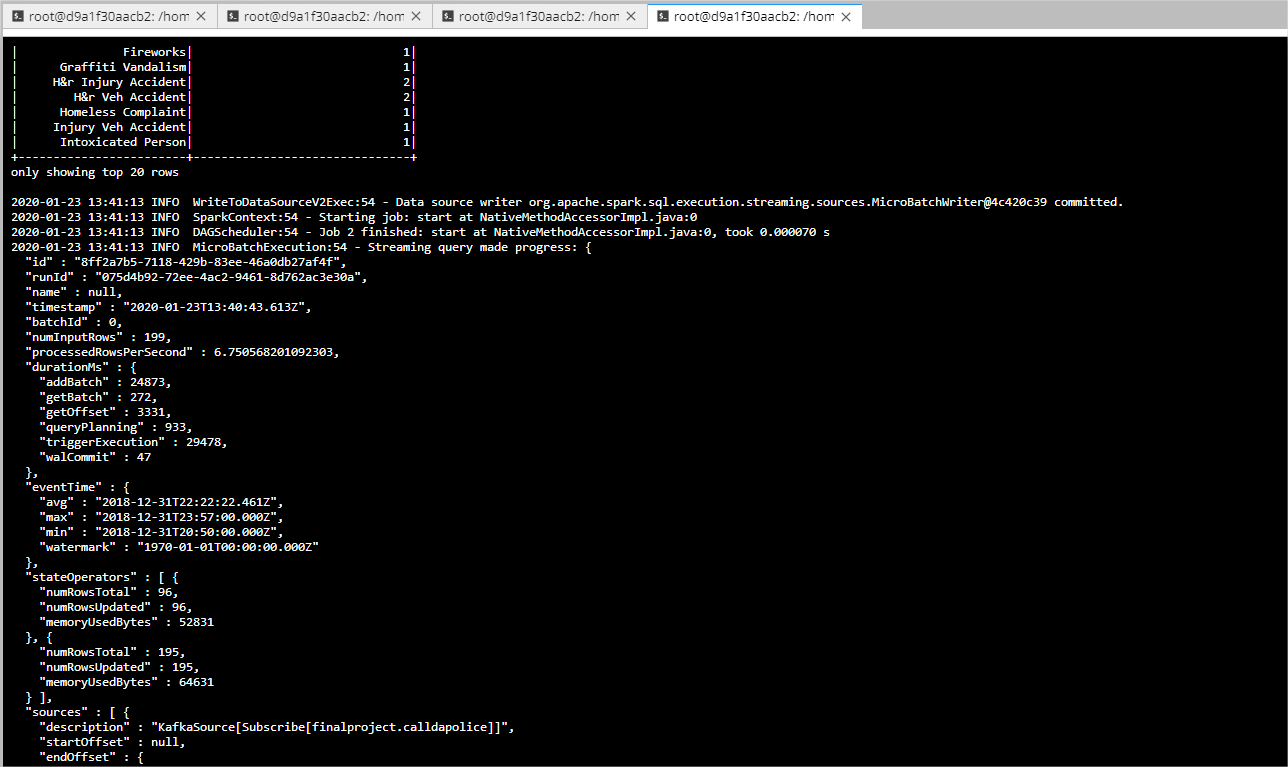 root@d9a1f30aacb2: /hom × root@d9a1f30aacb2: /hom × root@d9a1f30aacb2: /hom × root@d9a1f30aacb2: /hom ×
| Fireworks| 1|
| Graffiti Vandalism| 1|
| H&r Injury Accident| 2|
| H&r Veh Accident| 2|
| Homeless Complaint| 1|
| Injury Veh Accident| 1|
| Intoxicated Person| 1|
+------------------------+-------------------------------+
only showing top 20 rows
2020-01-23 13:41:13 INFO  WriteToDataSourceV2Exec:54 - Data source writer org.apache.spark.sql.execution.streaming.sources.MicroBatchWriter@4c420c39 committed.
2020-01-23 13:41:13 INFO  SparkContext:54 - Starting job: start at NativeMethodAccessorImpl.java:0
2020-01-23 13:41:13 INFO  DAGScheduler:54 - Job 2 finished: start at NativeMethodAccessorImpl.java:0, took 0.000070 s
2020-01-23 13:41:13 INFO  MicroBatchExecution:54 - Streaming query made progress: {
  "id" : "8ff2a7b5-7118-429b-83ee-46a0db27af4f",
  "runId" : "075d4b92-72ee-4ac2-9461-8d762ac3e30a",
  "name" : null,
  "timestamp" : "2020-01-23T13:40:43.613Z",
  "batchId" : 0,
  "numInputRows" : 199,
  "processedRowsPerSecond" : 6.750568201092303,
  "durationMs" : {
    "addBatch" : 24873,
    "getBatch" : 272,
    "getOffset" : 3331,
    "queryPlanning" : 933,
    "triggerExecution" : 29478,
    "walCommit" : 47
  },
  "eventTime" : {
    "avg" : "2018-12-31T22:22:22.461Z",
    "max" : "2018-12-31T23:57:00.000Z",
    "min" : "2018-12-31T20:50:00.000Z",
    "watermark" : "1970-01-01T00:00:00.000Z"
  },
  "stateOperators" : [ {
    "numRowsTotal" : 96,
    "numRowsUpdated" : 96,
    "memoryUsedBytes" : 52831
  }, {
    "numRowsTotal" : 195,
    "numRowsUpdated" : 195,
    "memoryUsedBytes" : 64631
  } ],
  "sources" : [ {
    "description" : "KafkaSource[Subscribe[finalproject.calldapolice]]",
    "startOffset" : null,
    "endOffset" : {